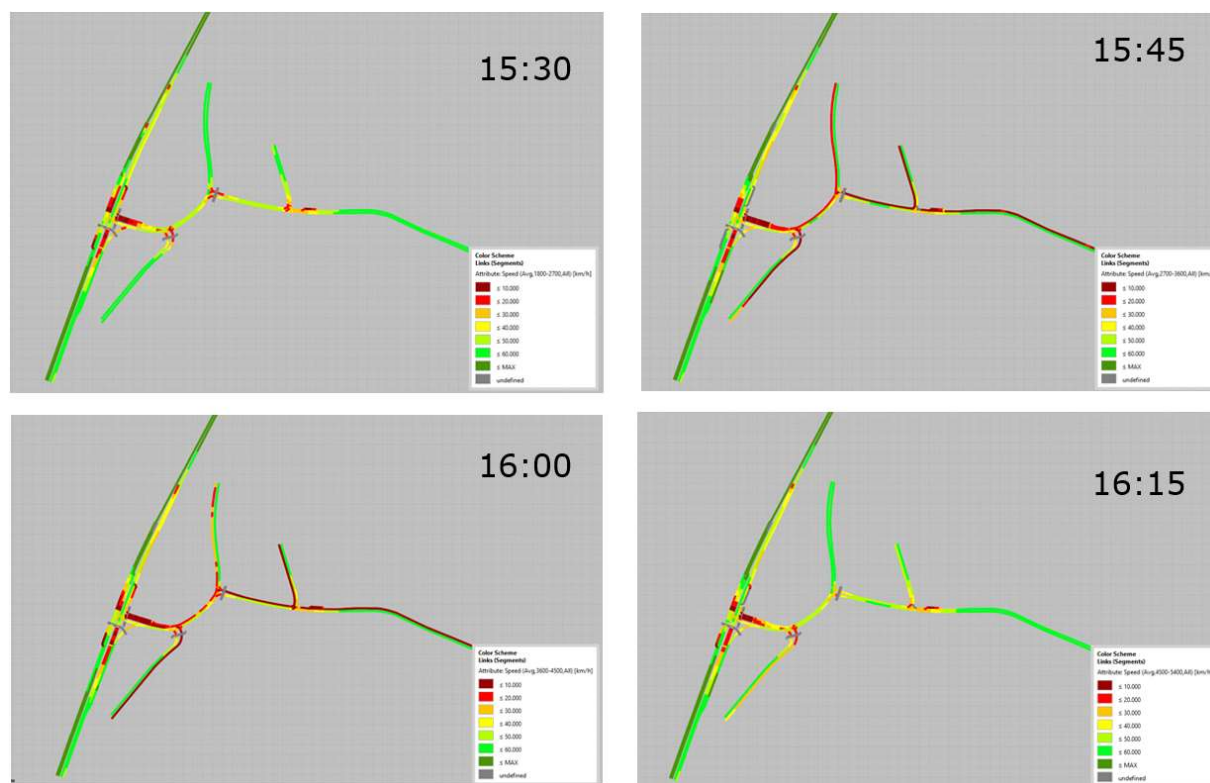 15:30
Color Scheme
Links (Segments)
Attribute: Speed (Avg,1800-2700,All) [km/h]
≤ 10.000
≤ 20.000
≤ 30.000
≤ 40.000
≤ 50.000
≤ 60.000
≤ MAX
undefined
15:45
Color Scheme
Links (Segments)
Attribute: Speed (Avg,2700-3600,All) [km/
≤ 10.000
≤ 20.000
≤ 30.000
≤ 40.000
≤ 50.000
≤ 60.000
≤ MAX
undefined
16:00
Color Scheme
Links (Segments)
Attribute: Speed (Avg,3600-4500,All) [km/h]
≤ 10.000
≤ 20.000
≤ 30.000
≤ 40.000
≤ 50.000
≤ 60.000
≤ MAX
undefined
16:15
Color Scheme
Links (Segments)
Attribute: Speed (Avg,4500-5400,All) [km/h
≤ 10.000
≤ 20.000
≤ 30.000
≤ 40.000
≤ 50.000
≤ 60.000
≤ MAX
undefined